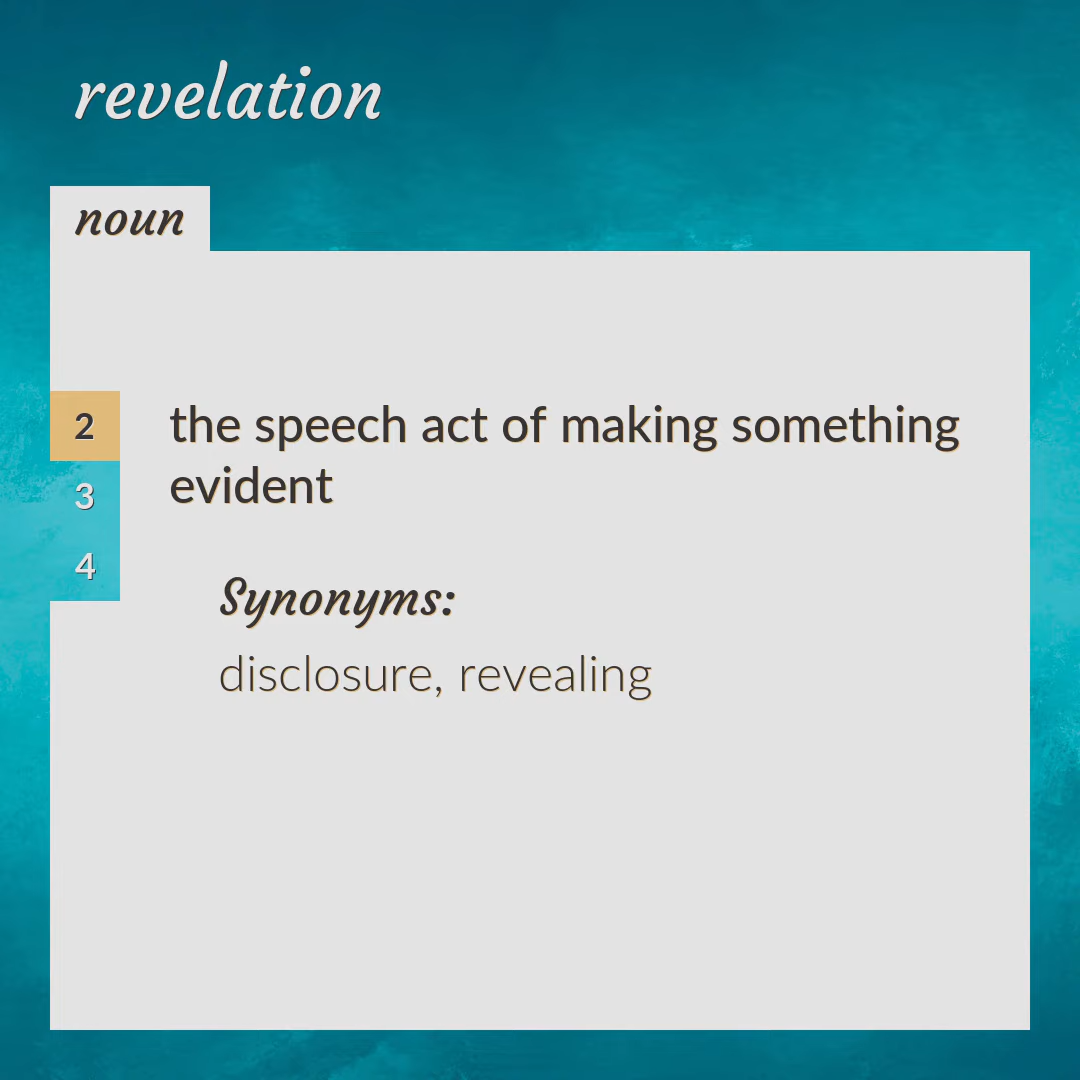 revelation
noun
2
the speech act of making something
evident
3
4
Synonyms:
disclosure, revealing